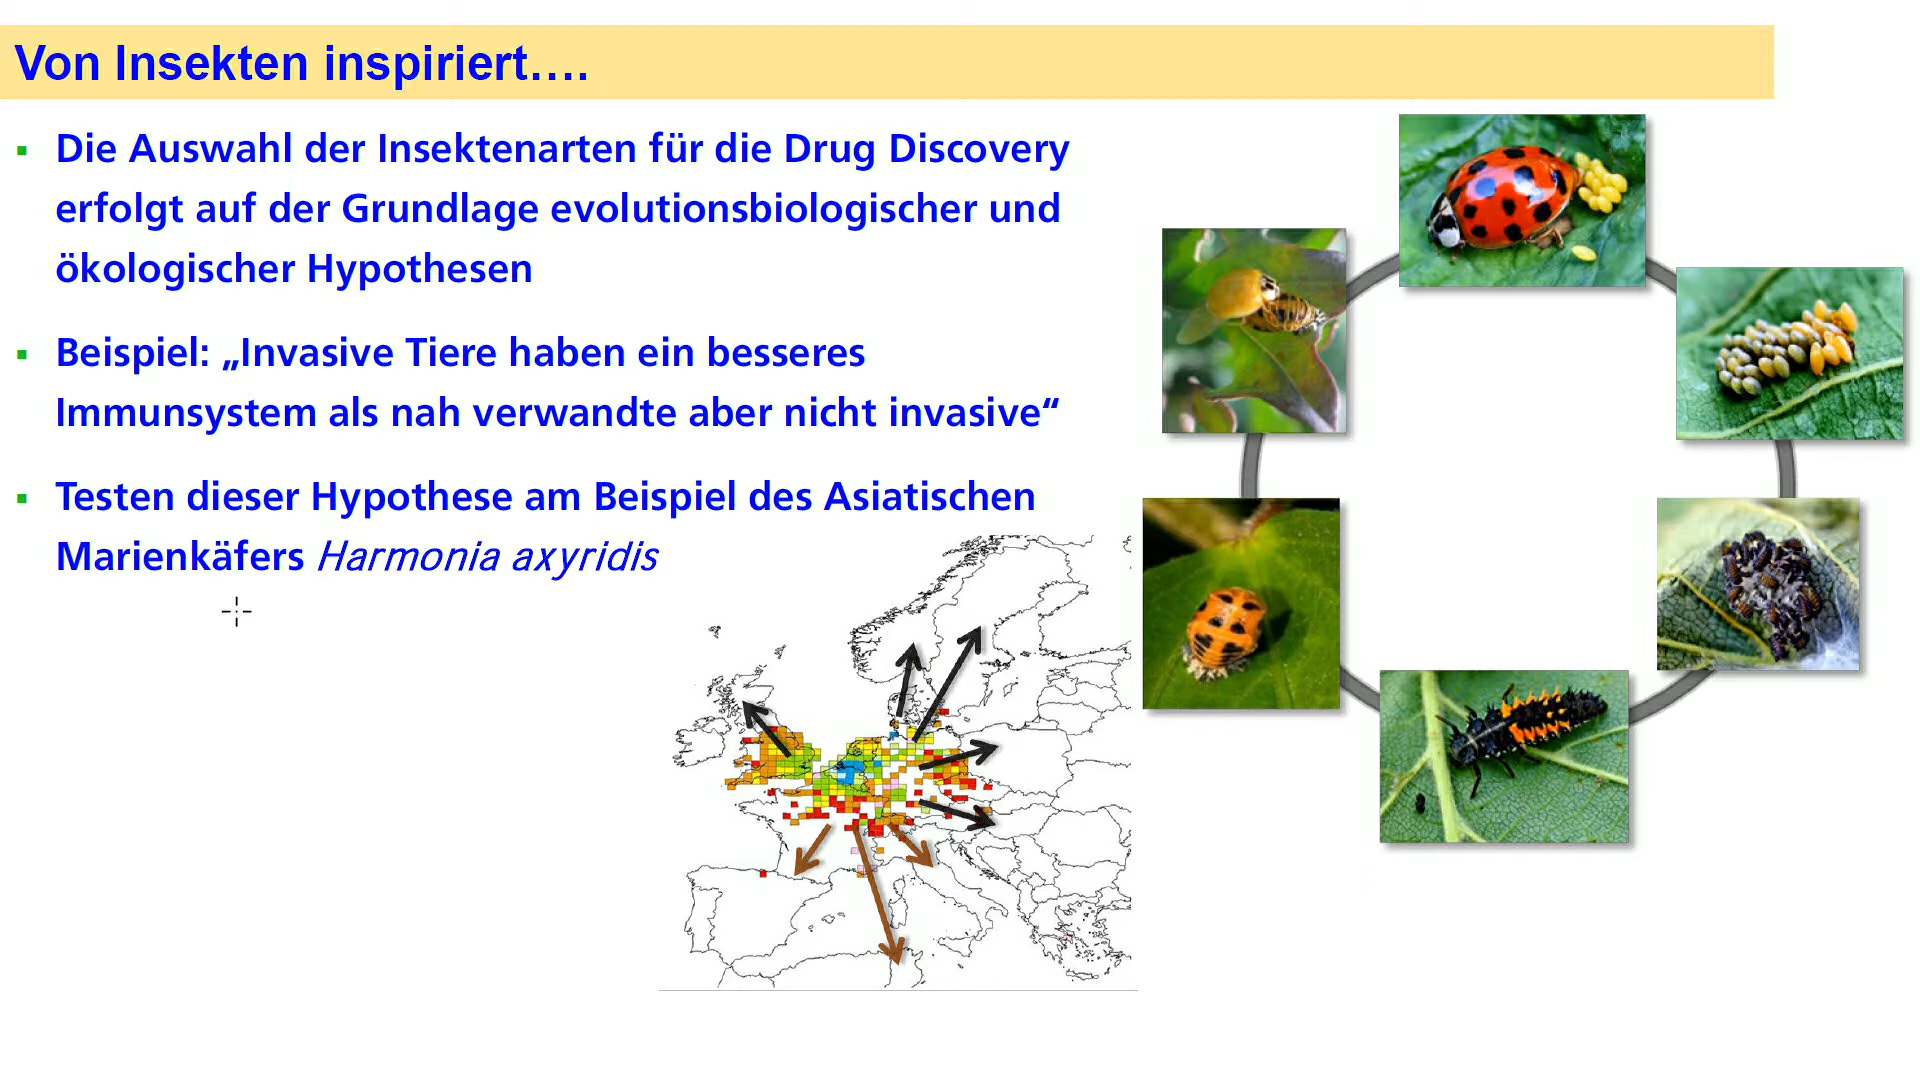 Von Insekten inspiriert....
Die Auswahl der Insektenarten für die Drug Discovery
erfolgt auf der Grundlage evolutionsbiologischer und
ökologischer Hypothesen
Beispiel: „Invasive Tiere haben ein besseres
Immunsystem als nah verwandte aber nicht invasive“
Testen dieser Hypothese am Beispiel des Asiatischen
Marienkäfers Harmonia axyridis